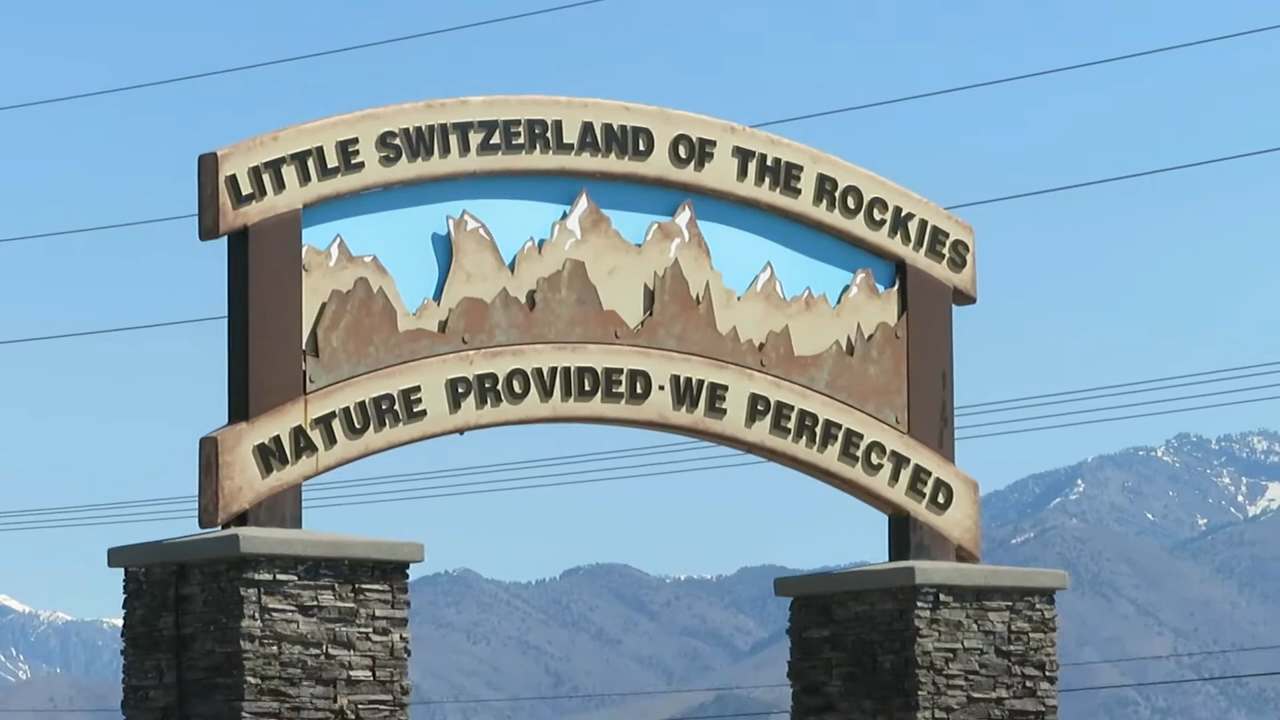 LITTLE SWITZERLAND OF THE ROCKIES
NATURE PROVIDED·WE PERFECTED